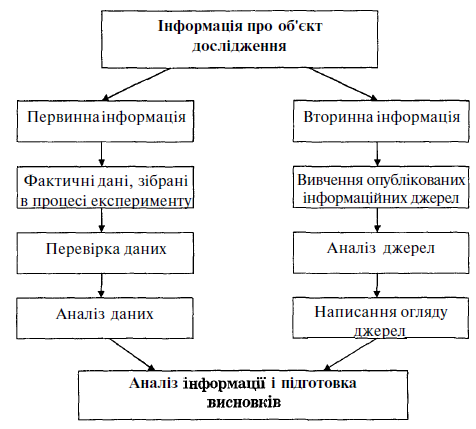 Інформація про об'єкт
дослідження
Первинна інформація
Вторинна інформація
Фактичні дані, зібрані
в процесі експерименту
Вивчення опублікованих
інформаційних джерел
Перевірка даних
Аналіз джерел
Аналіз даних
Написання огляду
джерел
Аналіз інформації і підготовка
висновків